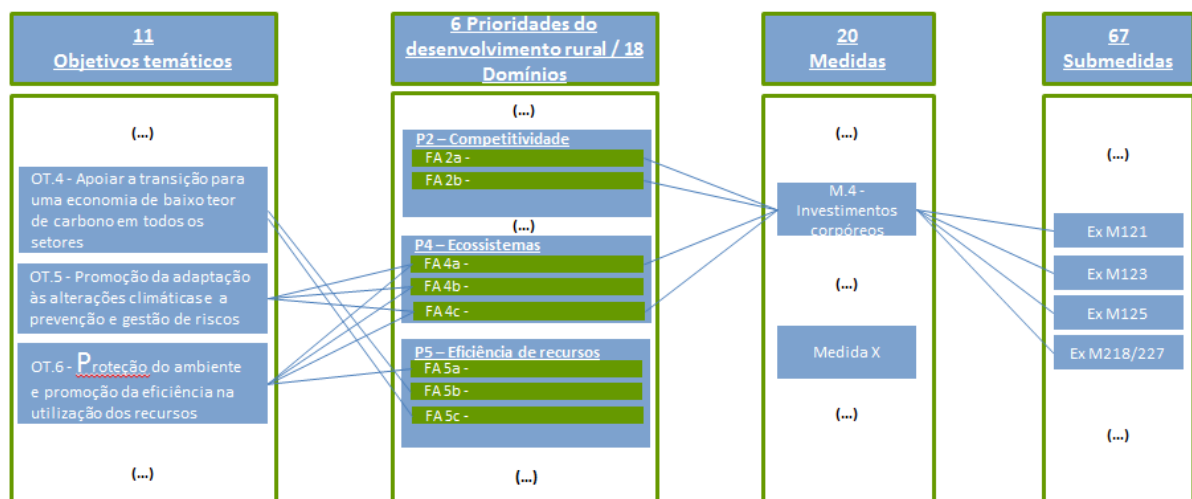 11
Objetivos temáticos
(...)
OT.4 - Apoiar a transição para
uma economia de baixo teor
de carbono em todos os
setores
OT.5 - Promoção da adaptação
às alterações climáticas e a
prevenção e gestão de riscos
OT.6 - Proteção do ambiente
e promoção da eficiência na
utilização dos recursos
(...)
6 Prioridades do
desenvolvimento rural / 18
Domínios
(...)
P2 – Competitividade
FA 2a -
FA 2b -
(...)
P4 – Ecossistemas
FA 4a -
FA 4b -
FA 4c -
P5 – Eficiência de recursos
FA 5a -
FA 5b -
FA 5c -
(...)
20
Medidas
(...)
M.4 -
Investimentos
corpóreos
(...)
Medida X
(...)
67
Submedidas
(...)
Ex M121
Ex M123
Ex M125
Ex M218/227
(...)